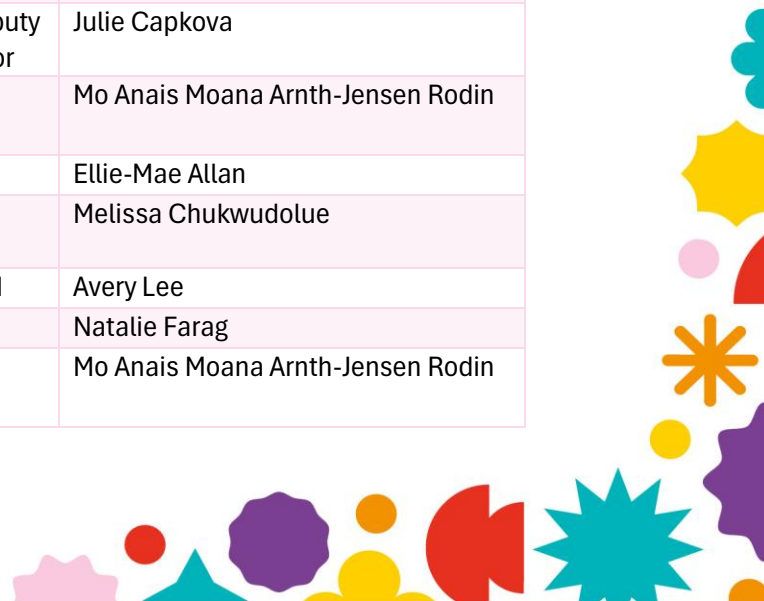 Julie Capkova
Mo Anais Moana Arnth-Jensen Rodin
Ellie-Mae Allan
Melissa Chukwudolue
Avery Lee
Natalie Farag
Mo Anais Moana Arnth-Jensen Rodin